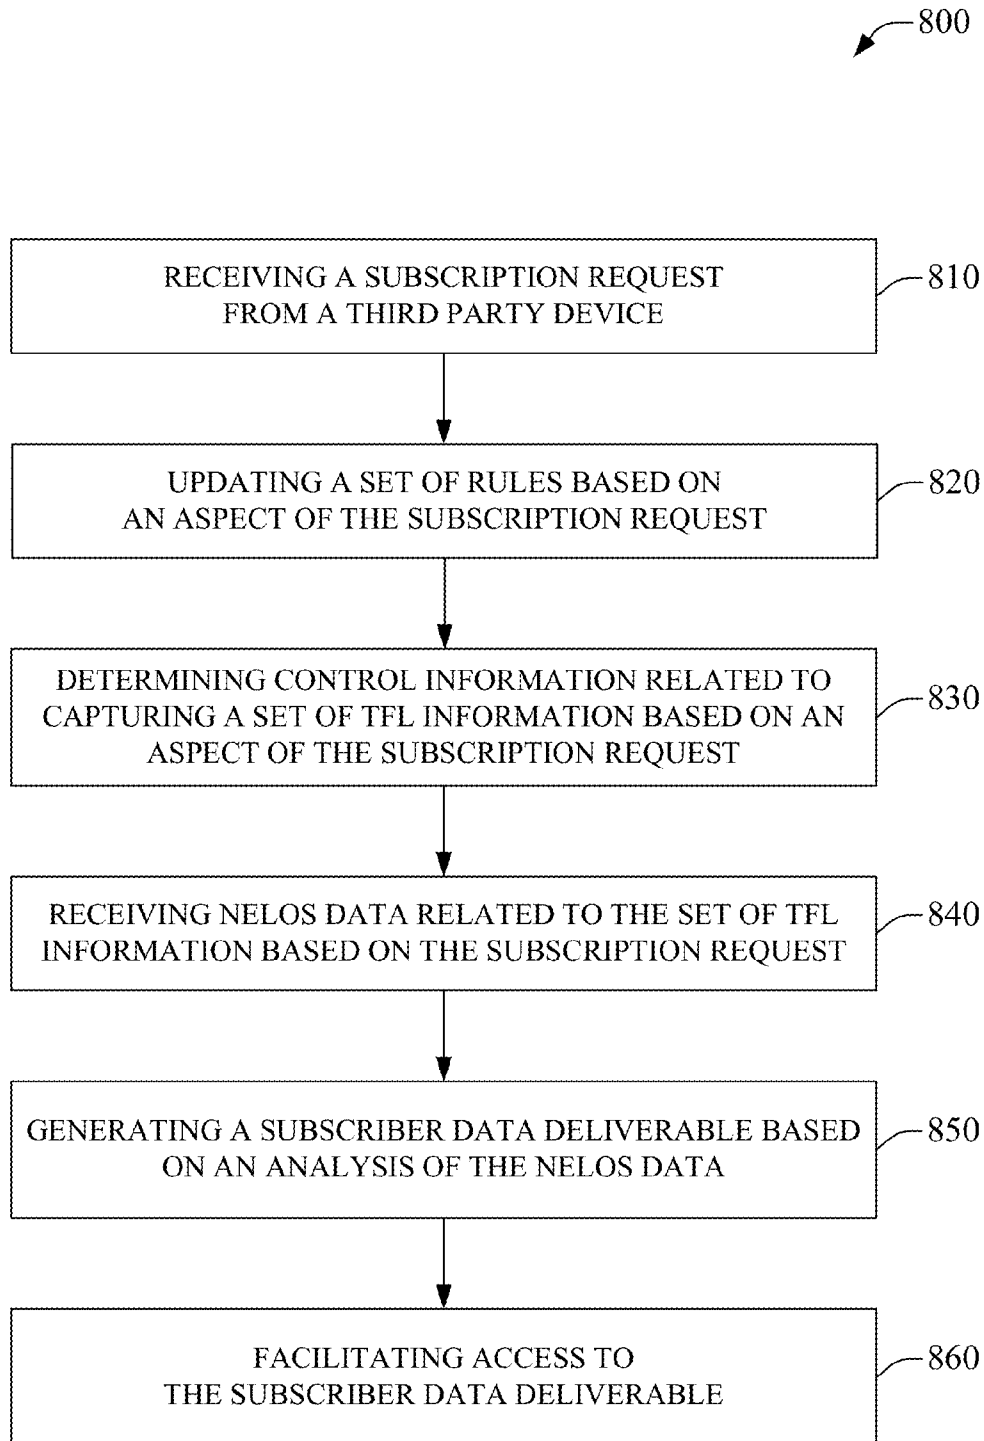 800
RECEIVING A SUBSCRIPTION REQUEST
FROM A THIRD PARTY DEVICE
810
UPDATING A SET OF RULES BASED ON
AN ASPECT OF THE SUBSCRIPTION REQUEST
820
DETERMINING CONTROL INFORMATION RELATED TO
CAPTURING A SET OF TFL INFORMATION BASED ON AN
ASPECT OF THE SUBSCRIPTION REQUEST
830
RECEIVING NELOS DATA RELATED TO THE SET OF TFL
INFORMATION BASED ON THE SUBSCRIPTION REQUEST
840
GENERATING A SUBSCRIBER DATA DELIVERABLE BASED
ON AN ANALYSIS OF THE NELOS DATA
850
FACILITATING ACCESS TO
THE SUBSCRIBER DATA DELIVERABLE
860